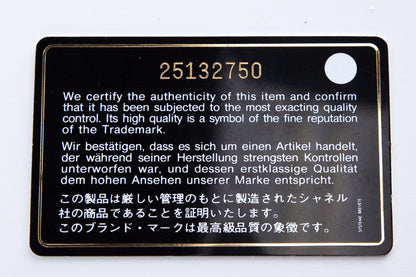 25132750
We certify the authenticity of this item and confirm
that it has been subjected to the most exacting quality
control. Its high quality is a symbol of the fine reputation
of the Trademark.
Wir bestätigen, dass es sich um einen Artikel handelt,
der während seiner Herstellung strengsten Kontrollen
unterworfen war, und dessen erstklassige Qualität
dem hohen Ansehen unserer Marke entspricht.
この製品は厳しい管理のもとに製造されたシャネル
社の商品であることを証明いたします。
このブランド・マークは最高級品質の象徴です。
SYSTEME BREVETE